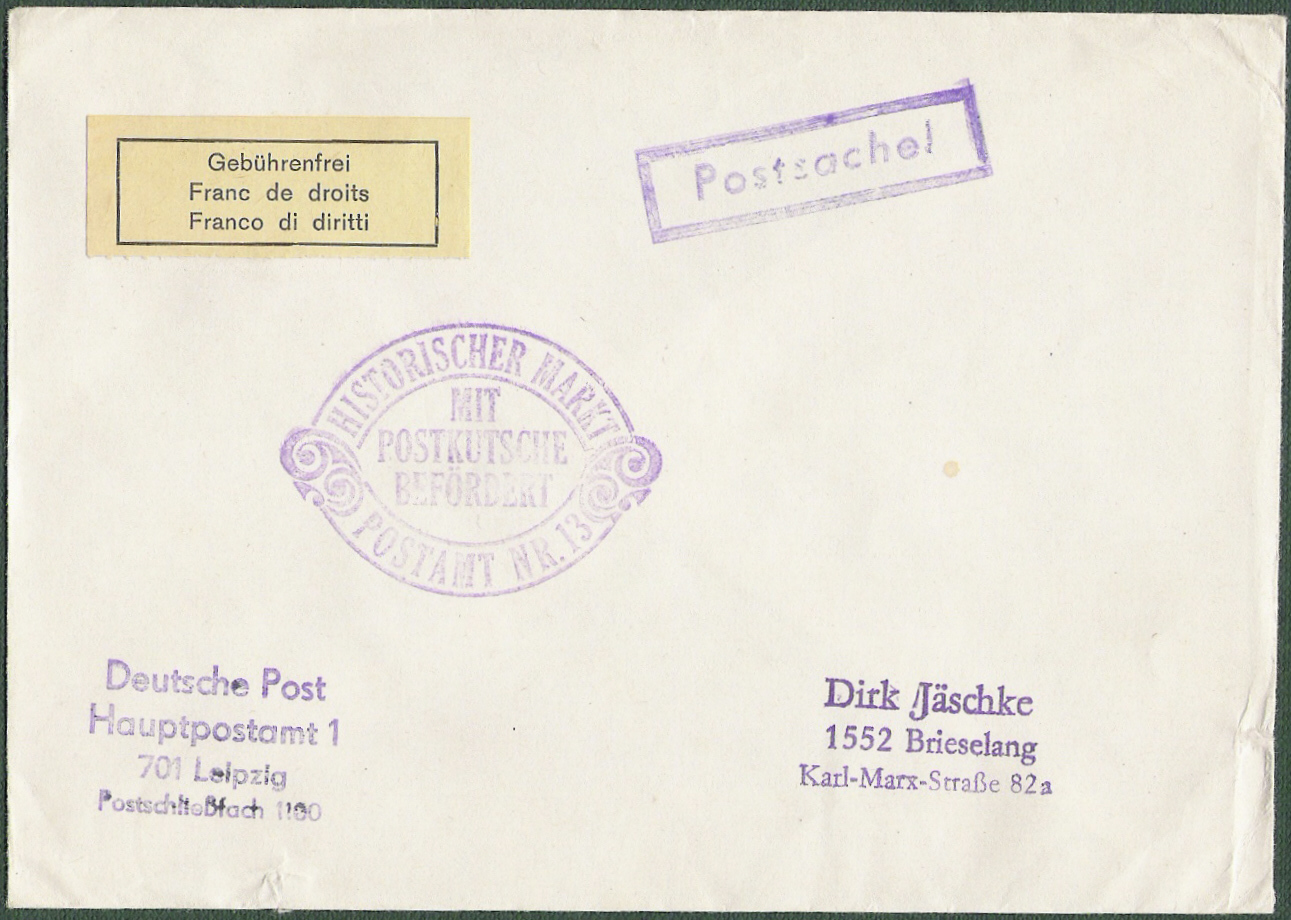 Gebührenfrei
Franc de droits
Franco di diritti
Postsache!
HISTORISCHER MARKT
MIT
POSTKUTSCHE
BEFÖRDERT
POSTAMT NR. 13
Deutsche Post
Hauptpostamt 1
701 Leipzig
Postschließfach 1100
Dirk Jäschke
1552 Brieselang
Karl-Marx-Straße 82a